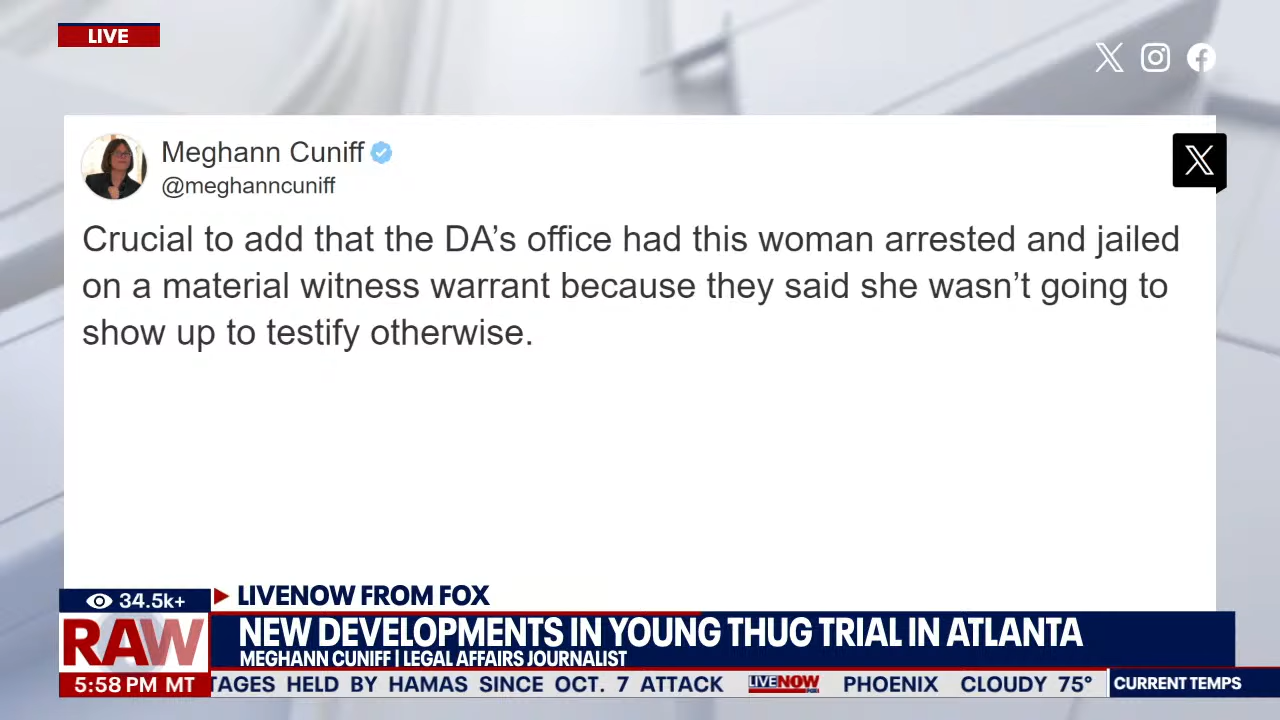 LIVE
Meghann Cuniff
@meghanncuniff
Crucial to add that the DA’s office had this woman arrested and jailed
on a material witness warrant because they said she wasn’t going to
show up to testify otherwise.
34.5k+
LIVENOW FROM FOX
RAW
NEW DEVELOPMENTS IN YOUNG THUG TRIAL IN ATLANTA
MEGHANN CUNIFF | LEGAL AFFAIRS JOURNALIST
5:58 PM MT
TAGES HELD BY HAMAS SINCE OCT. 7 ATTACK LIVENOW FOX PHOENIX CLOUDY 75° CURRENT TEMPS